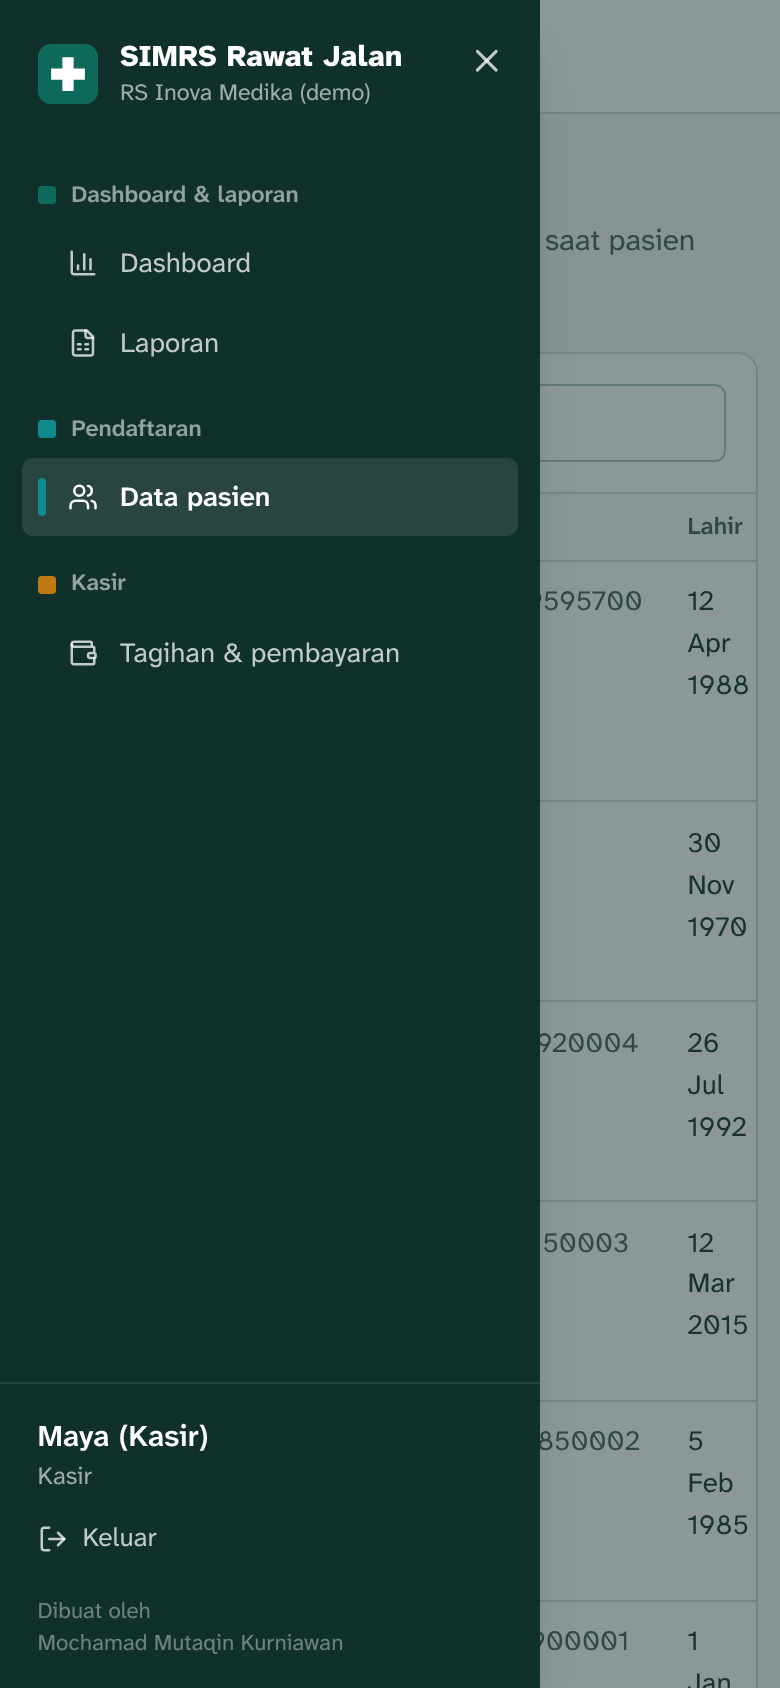 SIMRS Rawat Jalan
RS Inova Medika (demo)
Dashboard & laporan
Dashboard
Laporan
Pendaftaran
Data pasien
Kasir
Tagihan & pembayaran
Maya (Kasir)
Kasir
Keluar
Dibuat oleh
Mochamad Mutaqin Kurniawan
saat pasien
Lahir
595700
12
Apr
1988
30
Nov
1970
920004
26
Jul
1992
50003
12
Mar
2015
850002
5
Feb
1985
900001
1
Jan